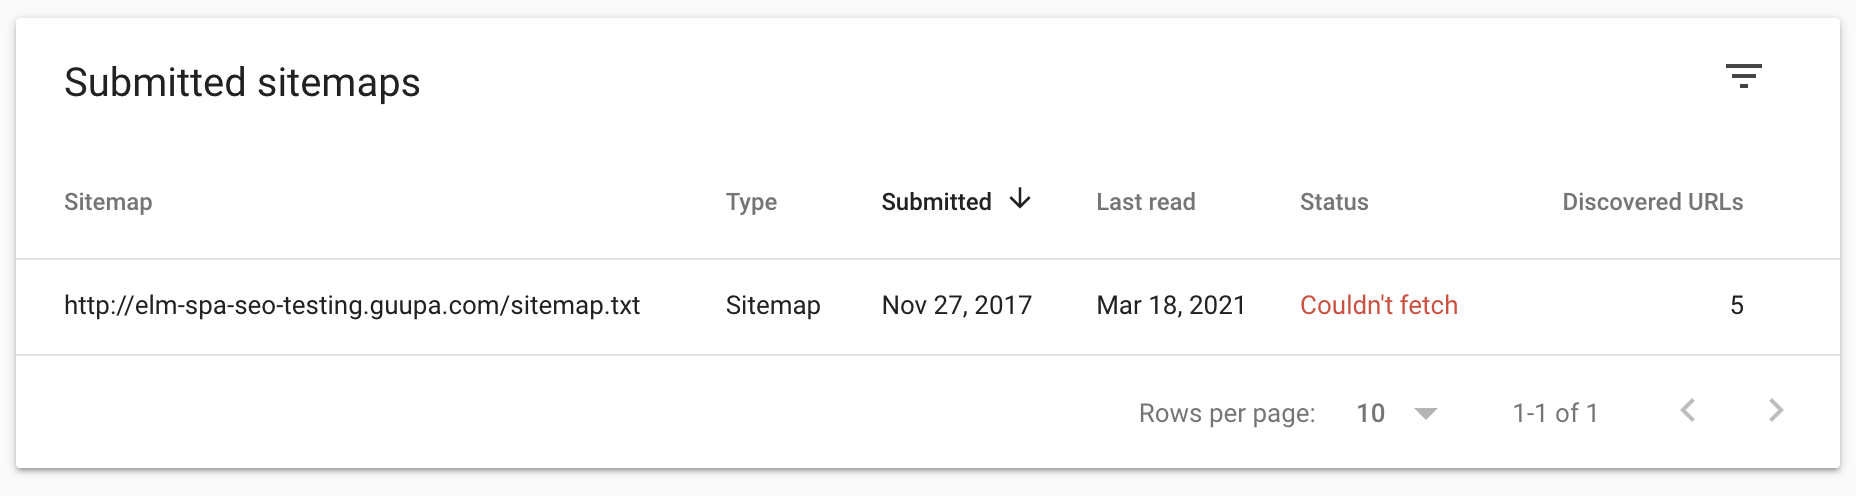 Submitted sitemaps
Sitemap Type Submitted Last read Status Discovered URLs
http://elm-spa-seo-testing.guupa.com/sitemap.txt Sitemap Nov 27, 2017 Mar 18, 2021 Couldn't fetch 5
Rows per page: 10 1-1 of 1